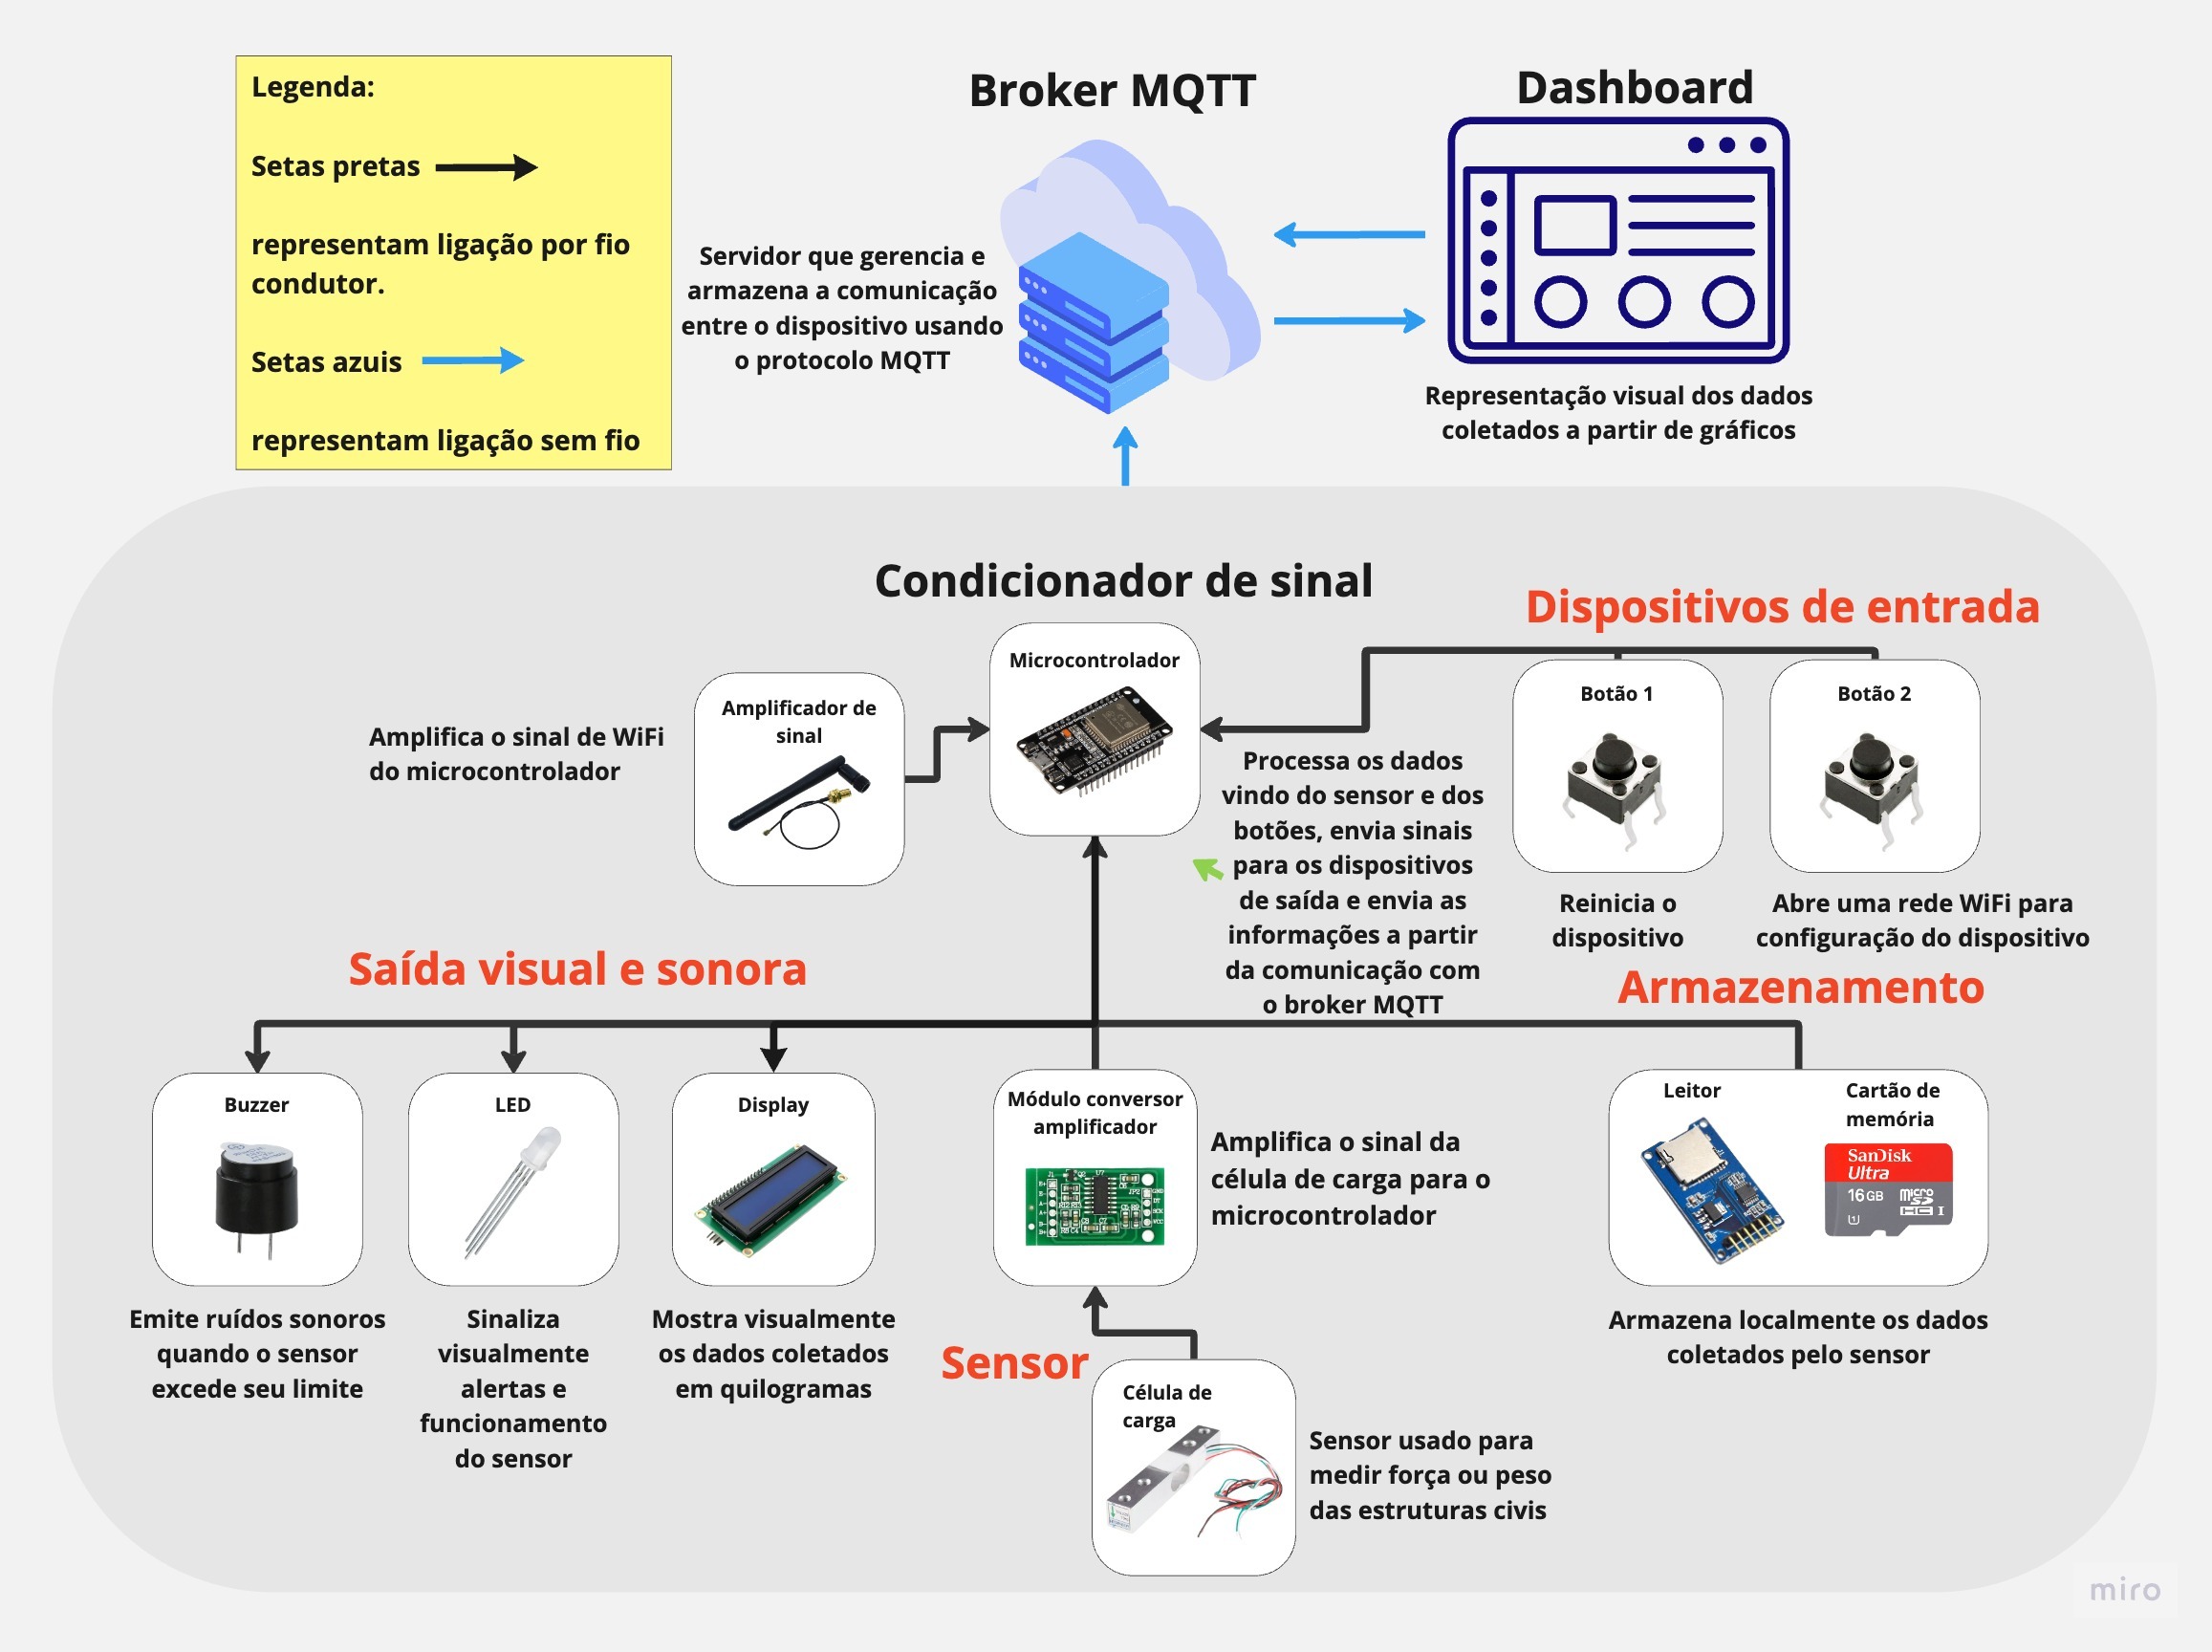 Legenda:
Setas pretas
representam ligação por fio
condutor.
Setas azuis
representam ligação sem fio
Broker MQTT
Servidor que gerencia e
armazena a comunicação
entre o dispositivo usando
o protocolo MQTT
Dashboard
Representação visual dos dados
coletados a partir de gráficos
Condicionador de sinal
Microcontrolador
Amplificador de
sinal
Amplifica o sinal de WiFi
do microcontrolador
Processa os dados
vindo do sensor e dos
botões, envia sinais
para os dispositivos
de saída e envia as
informações a partir
da comunicação com
o broker MQTT
Dispositivos de entrada
Botão 1
Reinicia o
dispositivo
Botão 2
Abre uma rede WiFi para
configuração do dispositivo
Saída visual e sonora
Buzzer
Emite ruídos sonoros
quando o sensor
excede seu limite
LED
Sinaliza
visualmente
alertas e
funcionamento
do sensor
Display
Mostra visualmente
os dados coletados
em quilogramas
Módulo conversor
amplificador
Amplifica o sinal da
célula de carga para o
microcontrolador
Armazenamento
Leitor
Cartão de
memória
SanDisk
Ultra
16 GB
micro
SD
HC I
Armazena localmente os dados
coletados pelo sensor
Sensor
Célula de
carga
Sensor usado para
medir força ou peso
das estruturas civis
miro